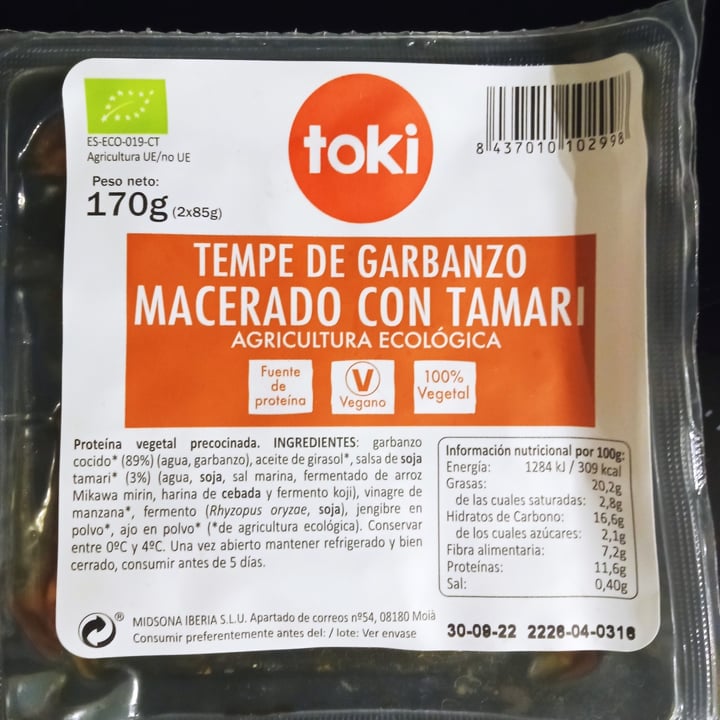 ES-ECO-019-CT
Agricultura UE/no UE
Peso neto:
170g (2x85g)
toki
8 437010 102998
TEMPE DE GARBANZO
MACERADO CON TAMARI
AGRICULTURA ECOLÓGICA
Fuente
de
proteína
V
Vegano
100%
Vegetal
Proteína vegetal precocinada. INGREDIENTES: garbanzo
cocido* (89%) (agua, garbanzo), aceite de girasol*, salsa de soja
tamari* (3%) (agua, soja, sal marina, fermentado de arroz
Mikawa mirin, harina de cebada y fermento koji), vinagre de
manzana*, fermento (Rhyzopus oryzae, soja), jengibre en
polvo*, ajo en polvo* (*de agricultura ecológica). Conservar
entre 0ºC y 4ºC. Una vez abierto mantener refrigerado y bien
cerrado, consumir antes de 5 días.
Información nutricional por 100g:
Energía: 1284 kJ / 309 kcal
Grasas: 20,2g
de las cuales saturadas: 2,8g
Hidratos de Carbono: 16,6g
de los cuales azúcares: 2,1g
Fibra alimentaria: 7,2g
Proteínas: 11,6g
Sal: 0,40g
®
MIDSONA IBERIA S.L.U. Apartado de correos nº54, 08180 Moià
Consumir preferentemente antes del: / lote: Ver envase
30-09-22 2226-04-0316